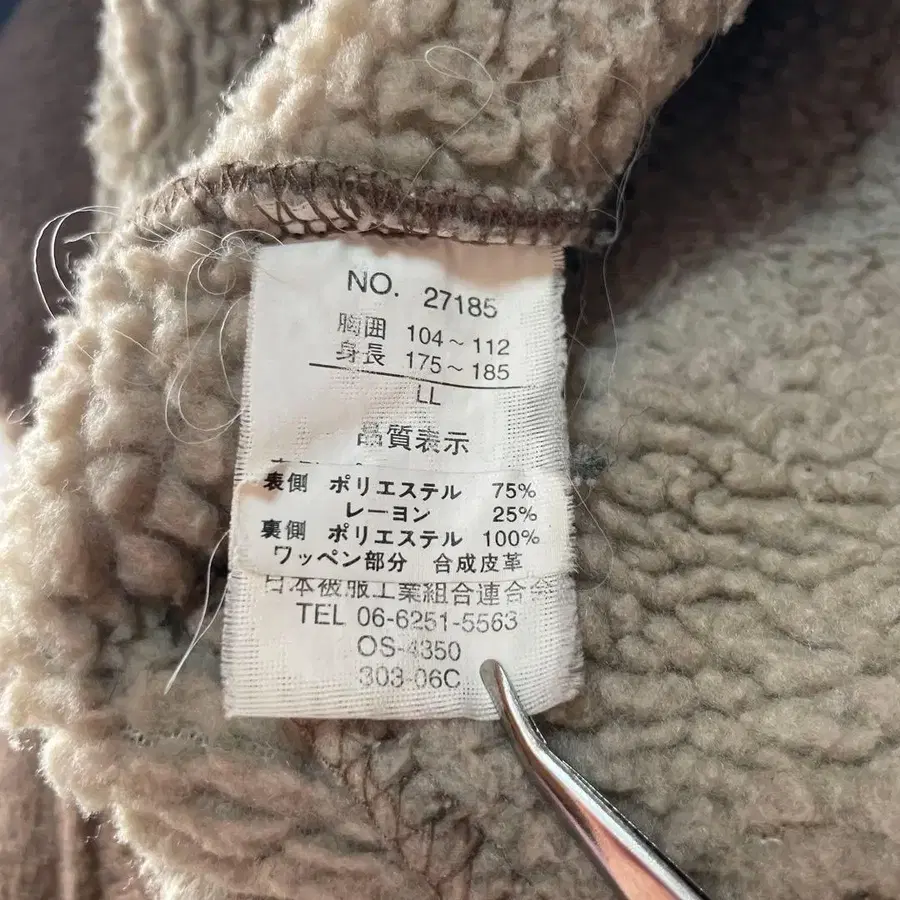 NO. 27185
胸囲 104～112
身長 175～185
LL
品質表示
表側 ポリエステル 75%
レーヨン 25%
裏側 ポリエステル 100%
ワッペン部分 合成皮革
日本被服工業組合連合会
TEL 06-6251-5563
OS-4350
303-06C